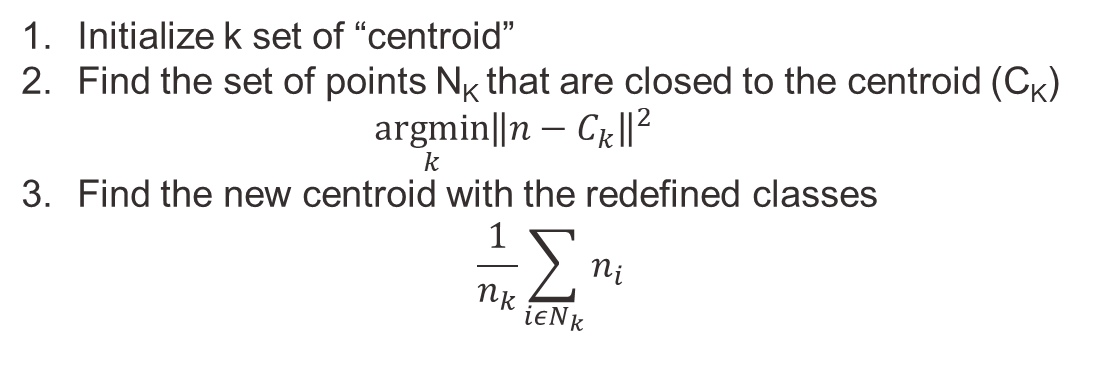 1. Initialize k set of “centroid”
2. Find the set of points N_K that are closed to the centroid (C_K)
argmin||n − C_k||²
k
3. Find the new centroid with the redefined classes
1/n_k ∑ n_i
iϵN_k